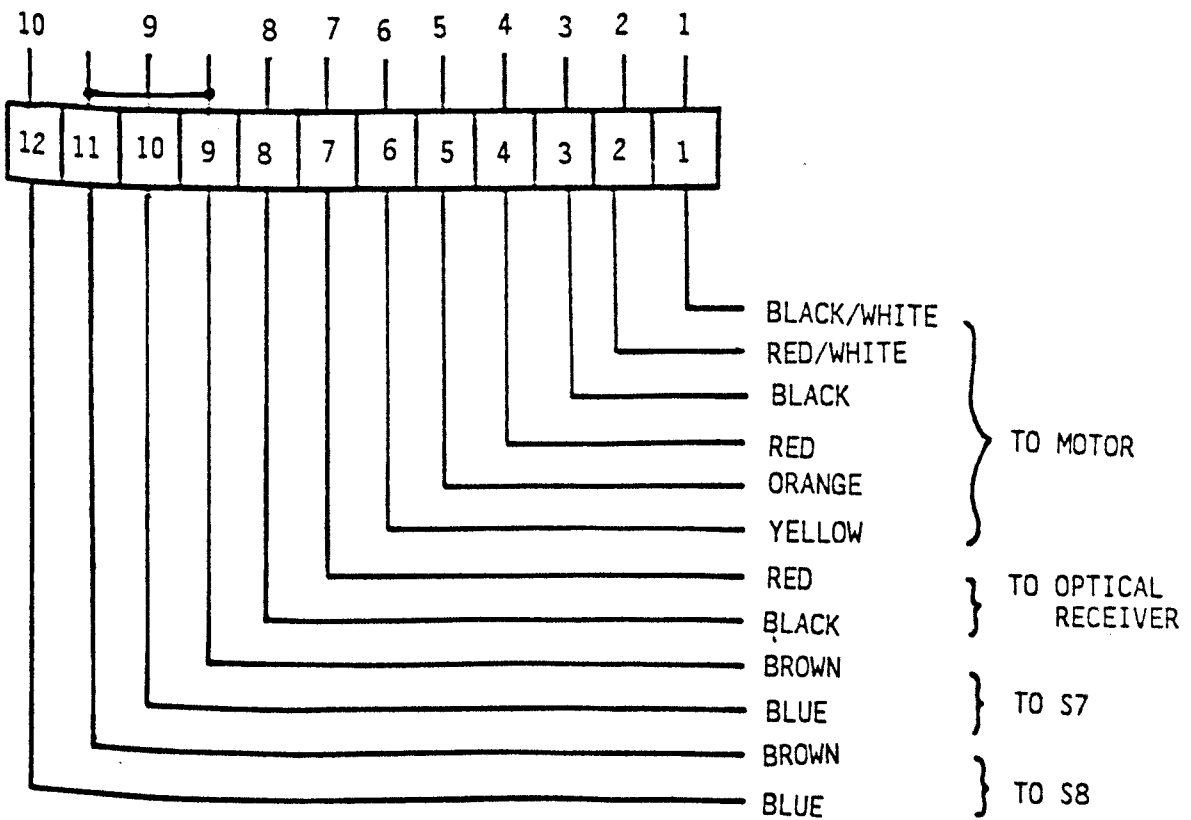 10 9 8 7 6 5 4 3 2 1
12 11 10 9 8 7 6 5 4 3 2 1
BLACK/WHITE
RED/WHITE
BLACK
RED
ORANGE
YELLOW
TO MOTOR
RED
BLACK
TO OPTICAL
RECEIVER
BROWN
BLUE
TO S7
BROWN
BLUE
TO S8